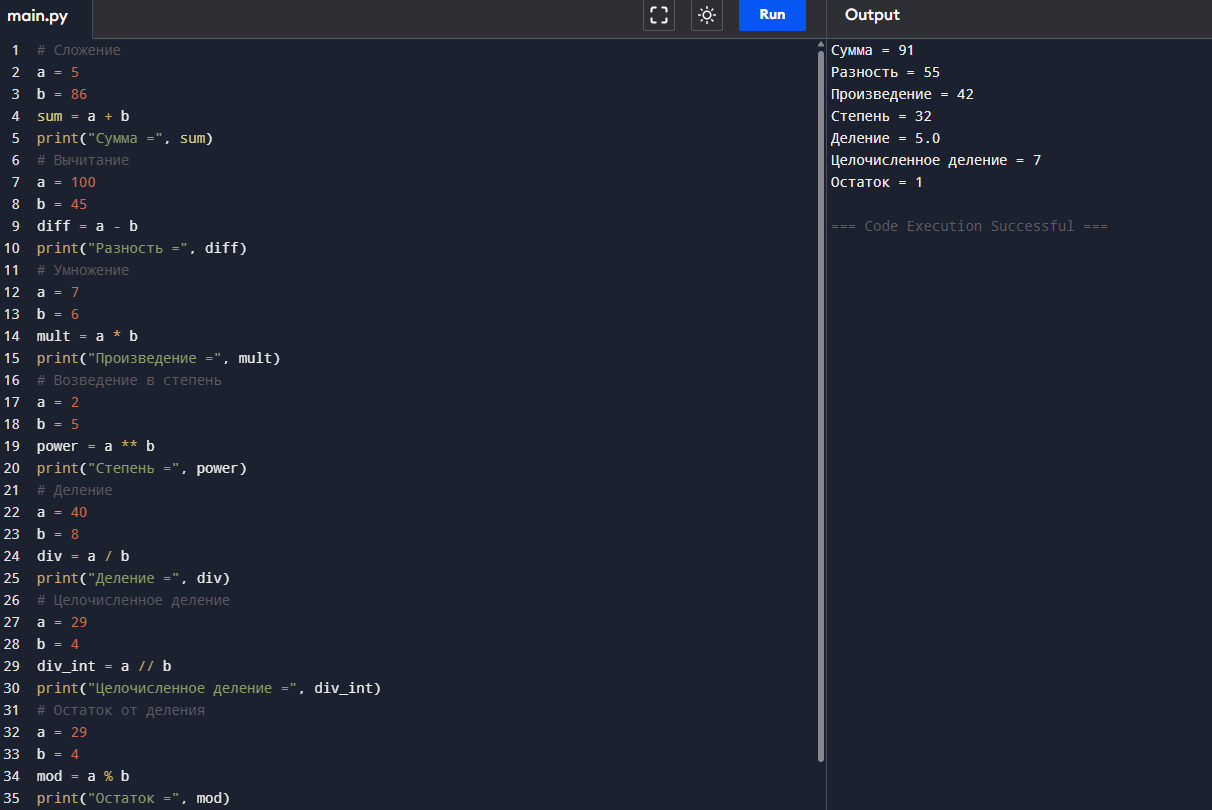 main.py
Run
Output
1 # Сложение
2 a = 5
3 b = 86
4 sum = a + b
5 print("Сумма =", sum)
6 # Вычитание
7 a = 100
8 b = 45
9 diff = a - b
10 print("Разность =", diff)
11 # Умножение
12 a = 7
13 b = 6
14 mult = a * b
15 print("Произведение =", mult)
16 # Возведение в степень
17 a = 2
18 b = 5
19 power = a ** b
20 print("Степень =", power)
21 # Деление
22 a = 40
23 b = 8
24 div = a / b
25 print("Деление =", div)
26 # Целочисленное деление
27 a = 29
28 b = 4
29 div_int = a // b
30 print("Целочисленное деление =", div_int)
31 # Остаток от деления
32 a = 29
33 b = 4
34 mod = a % b
35 print("Остаток =", mod)
Сумма = 91
Разность = 55
Произведение = 42
Степень = 32
Деление = 5.0
Целочисленное деление = 7
Остаток = 1
=== Code Execution Successful ===